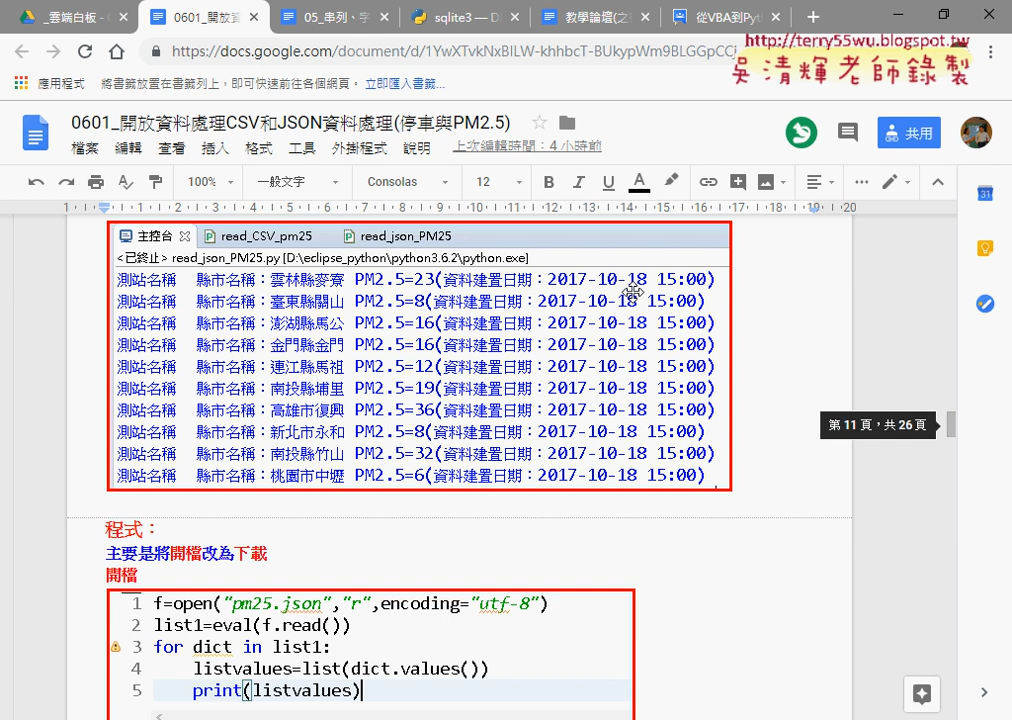 _雲端白板 - G
0601_開放資
05_串列、字
sqlite3 — D
教學論壇(之
從VBA到Pyt
https://docs.google.com/document/d/1YwXTvkNxBILW-khhbcT-BUkypWm9BLGGpCCi
http://terry55wu.blogspot.tw
吳清輝老師錄製
應用程式
將書籤放置在書籤列上，即可快速前往各個網頁。 立即匯入書籤...
0601_開放資料處理CSV和JSON資料處理(停車與PM2.5)
檔案 編輯 查看 插入 格式 工具 外掛程式 說明 上次編輯時間：4 小時前
共用
100% 一般文字 Consolas 12 B I U A
1 1 2 3 4 5 6 7 8 9 10 11 12 13 14 15 16 17 18 19 20
31
主控台 read_CSV_pm25 read_json_PM25
<已終止> read_json_PM25.py [D:\eclipse_python\python3.6.2\python.exe]
測站名稱 縣市名稱：雲林縣麥寮 PM2.5=23(資料建置日期：2017-10-18 15:00)
測站名稱 縣市名稱：臺東縣關山 PM2.5=8(資料建置日期：2017-10-18 15:00)
測站名稱 縣市名稱：澎湖縣馬公 PM2.5=16(資料建置日期：2017-10-18 15:00)
測站名稱 縣市名稱：金門縣金門 PM2.5=16(資料建置日期：2017-10-18 15:00)
測站名稱 縣市名稱：連江縣馬祖 PM2.5=12(資料建置日期：2017-10-18 15:00)
測站名稱 縣市名稱：南投縣埔里 PM2.5=19(資料建置日期：2017-10-18 15:00)
測站名稱 縣市名稱：高雄市復興 PM2.5=36(資料建置日期：2017-10-18 15:00)
測站名稱 縣市名稱：新北市永和 PM2.5=8(資料建置日期：2017-10-18 15:00)
測站名稱 縣市名稱：南投縣竹山 PM2.5=32(資料建置日期：2017-10-18 15:00)
測站名稱 縣市名稱：桃園市中壢 PM2.5=6(資料建置日期：2017-10-18 15:00)
第 11 頁，共 26 頁
程式：
主要是將開檔改為下載
開檔
1 f=open("pm25.json","r",encoding="utf-8")
2 list1=eval(f.read())
3 for dict in list1:
4 listvalues=list(dict.values())
5 print(listvalues)